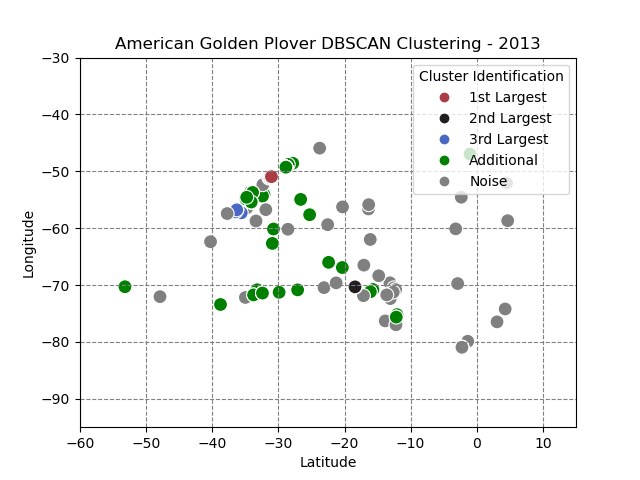 American Golden Plover DBSCAN Clustering - 2013
Cluster Identification
1st Largest
2nd Largest
3rd Largest
Additional
Noise
−30
−40
−50
−60
−70
−80
−90
Longitude
−60
−50
−40
−30
−20
−10
0
10
Latitude